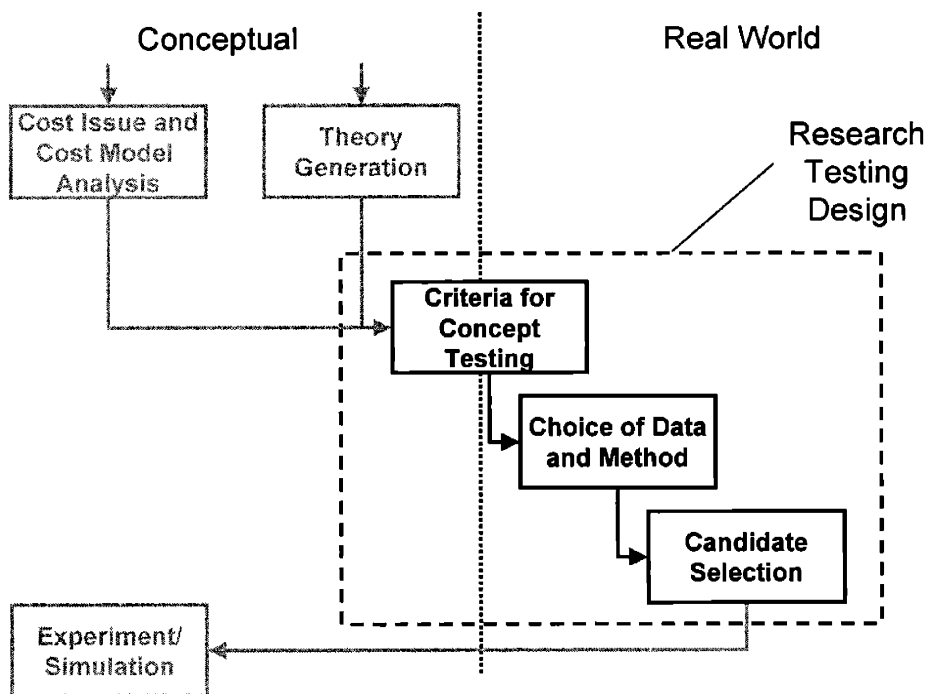 Conceptual
Real World
Cost Issue and
Cost Model
Analysis
Theory
Generation
Research
Testing
Design
Criteria for
Concept
Testing
Choice of Data
and Method
Candidate
Selection
Experiment/
Simulation